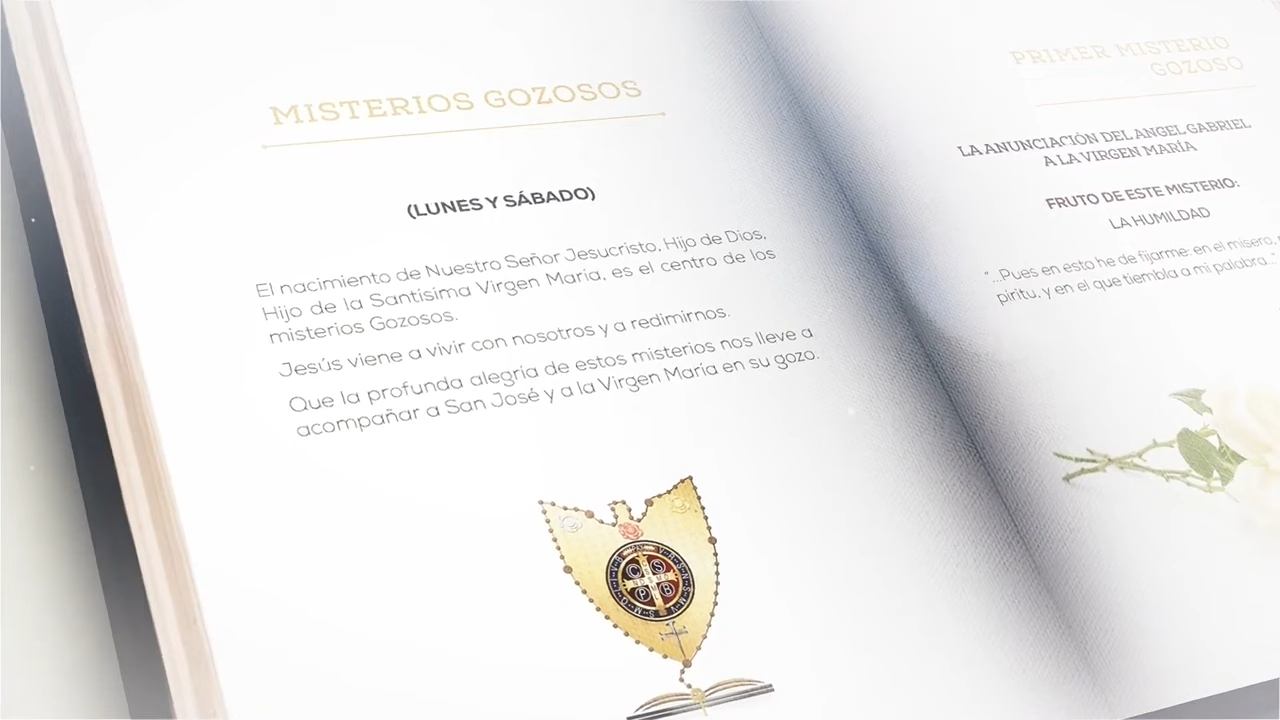 MISTERIOS GOZOSOS
(LUNES Y SÁBADO)
El nacimiento de Nuestro Señor Jesucristo, Hijo de Dios,
Hijo de la Santísima Virgen María, es el centro de los
misterios Gozosos.
Jesús viene a vivir con nosotros y a redimirnos.
Que la profunda alegría de estos misterios nos lleve a
acompañar a San José y a la Virgen María en su gozo.
PRIMER MISTERIO
GOZOSO
LA ANUNCIACIÓN DEL ANGEL GABRIEL
A LA VIRGEN MARÍA
FRUTO DE ESTE MISTERIO:
LA HUMILDAD
"...Pues en esto he de fijarme: en el mísero,
píritu, y en el que tiembla a mi palabra..."